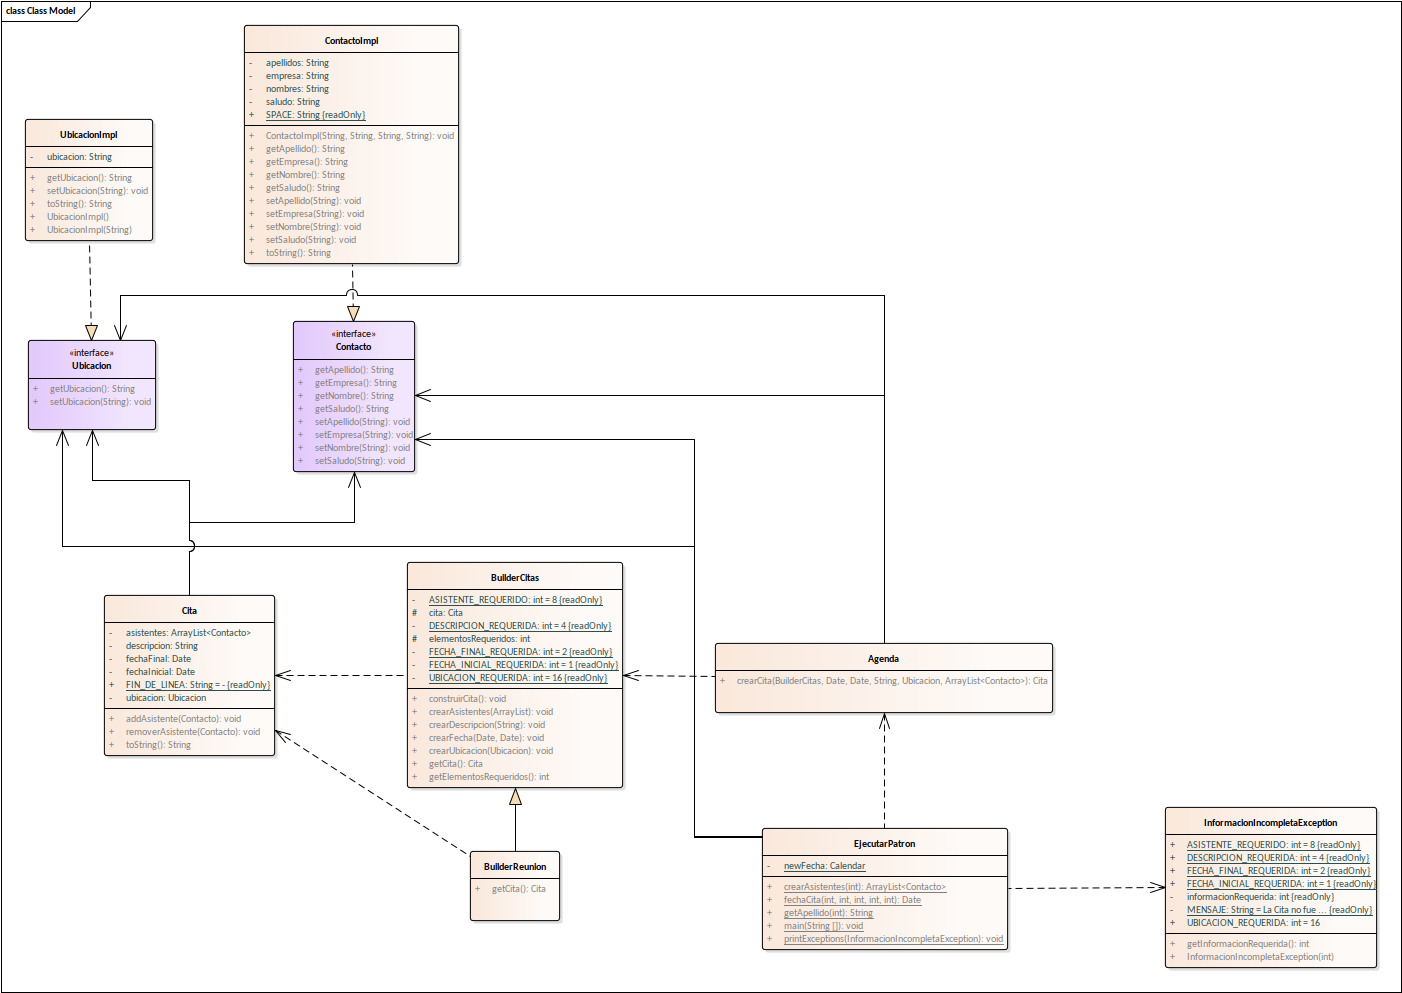 class Class Model
ContactoImpl
- apellidos: String
- empresa: String
- nombres: String
- saludo: String
+ SPACE: String {readOnly}
+ ContactoImpl(String, String, String, String): void
+ getApellido(): String
+ getEmpresa(): String
+ getNombre(): String
+ getSaludo(): String
+ setApellido(String): void
+ setEmpresa(String): void
+ setNombre(String): void
+ setSaludo(String): void
+ toString(): String
UbicacionImpl
- ubicacion: String
+ getUbicacion(): String
+ setUbicacion(String): void
+ toString(): String
+ UbicacionImpl()
+ UbicacionImpl(String)
«interface»
Ubicacion
+ getUbicacion(): String
+ setUbicacion(String): void
«interface»
Contacto
+ getApellido(): String
+ getEmpresa(): String
+ getNombre(): String
+ getSaludo(): String
+ setApellido(String): void
+ setEmpresa(String): void
+ setNombre(String): void
+ setSaludo(String): void
Cita
- asistentes: ArrayList<Contacto>
- descripcion: String
- fechaFinal: Date
- fechaInicial: Date
+ FIN_DE_LINEA: String = - {readOnly}
- ubicacion: Ubicacion
+ addAsistente(Contacto): void
+ removerAsistente(Contacto): void
+ toString(): String
BuilderCitas
- ASISTENTE_REQUERIDO: int = 8 {readOnly}
# cita: Cita
- DESCRIPCION_REQUERIDA: int = 4 {readOnly}
# elementosRequeridos: int
- FECHA_FINAL_REQUERIDA: int = 2 {readOnly}
- FECHA_INICIAL_REQUERIDA: int = 1 {readOnly}
- UBICACION_REQUERIDA: int = 16 {readOnly}
+ construirCita(): void
+ crearAsistentes(ArrayList): void
+ crearDescripcion(String): void
+ crearFecha(Date, Date): void
+ crearUbicacion(Ubicacion): void
+ getCita(): Cita
+ getElementosRequeridos(): int
Agenda
+ crearCita(BuilderCitas, Date, Date, String, Ubicacion, ArrayList<Contacto>): Cita
BuilderReunion
+ getCita(): Cita
EjecutarPatron
- newFecha: Calendar
+ crearAsistentes(int): ArrayList<Contacto>
+ fechaCita(int, int, int, int, int): Date
+ getApellido(int): String
+ main(String []): void
+ printExceptions(InformacionIncompletaException): void
InformacionIncompletaException
+ ASISTENTE_REQUERIDO: int = 8 {readOnly}
+ DESCRIPCION_REQUERIDA: int = 4 {readOnly}
+ FECHA_FINAL_REQUERIDA: int = 2 {readOnly}
+ FECHA_INICIAL_REQUERIDA: int = 1 {readOnly}
- informacionRequerida: int {readOnly}
- MENSAJE: String = La Cita no fue ... {readOnly}
+ UBICACION_REQUERIDA: int = 16
+ getInformacionRequerida(): int
+ InformacionIncompletaException(int)